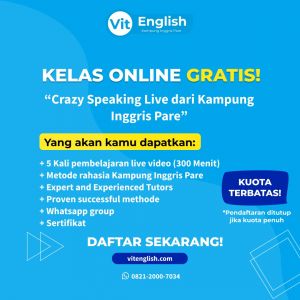 Vit English
Kampung Inggris Pare
KELAS ONLINE GRATIS!
“Crazy Speaking Live dari Kampung
Inggris Pare”
Yang akan kamu dapatkan:
+ 5 Kali pembelajaran live video (300 Menit)
+ Metode rahasia Kampung Inggris Pare
+ Expert and Experienced Tutors
+ Proven successful methode
+ Whatsapp group
+ Sertifikat
KUOTA
TERBATAS!
*Pendaftaran ditutup
jika kuota penuh
DAFTAR SEKARANG!
vitenglish.com
0821-2000-7034